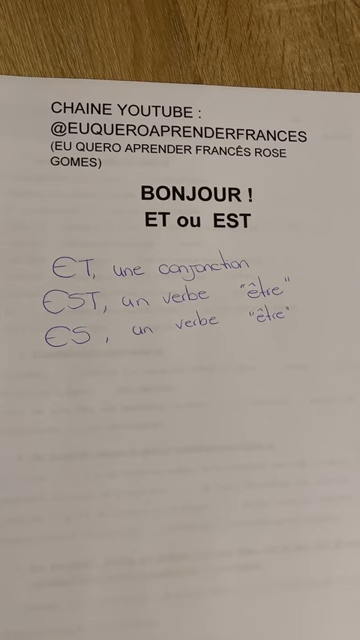 CHAINE YOUTUBE :
@EUQUEROAPRENDERFRANCES
(EU QUERO APRENDER FRANCÊS ROSE
GOMES)
BONJOUR !
ET ou EST
ET, une conjonction
EST, un verbe "être"
ES, un verbe "être"